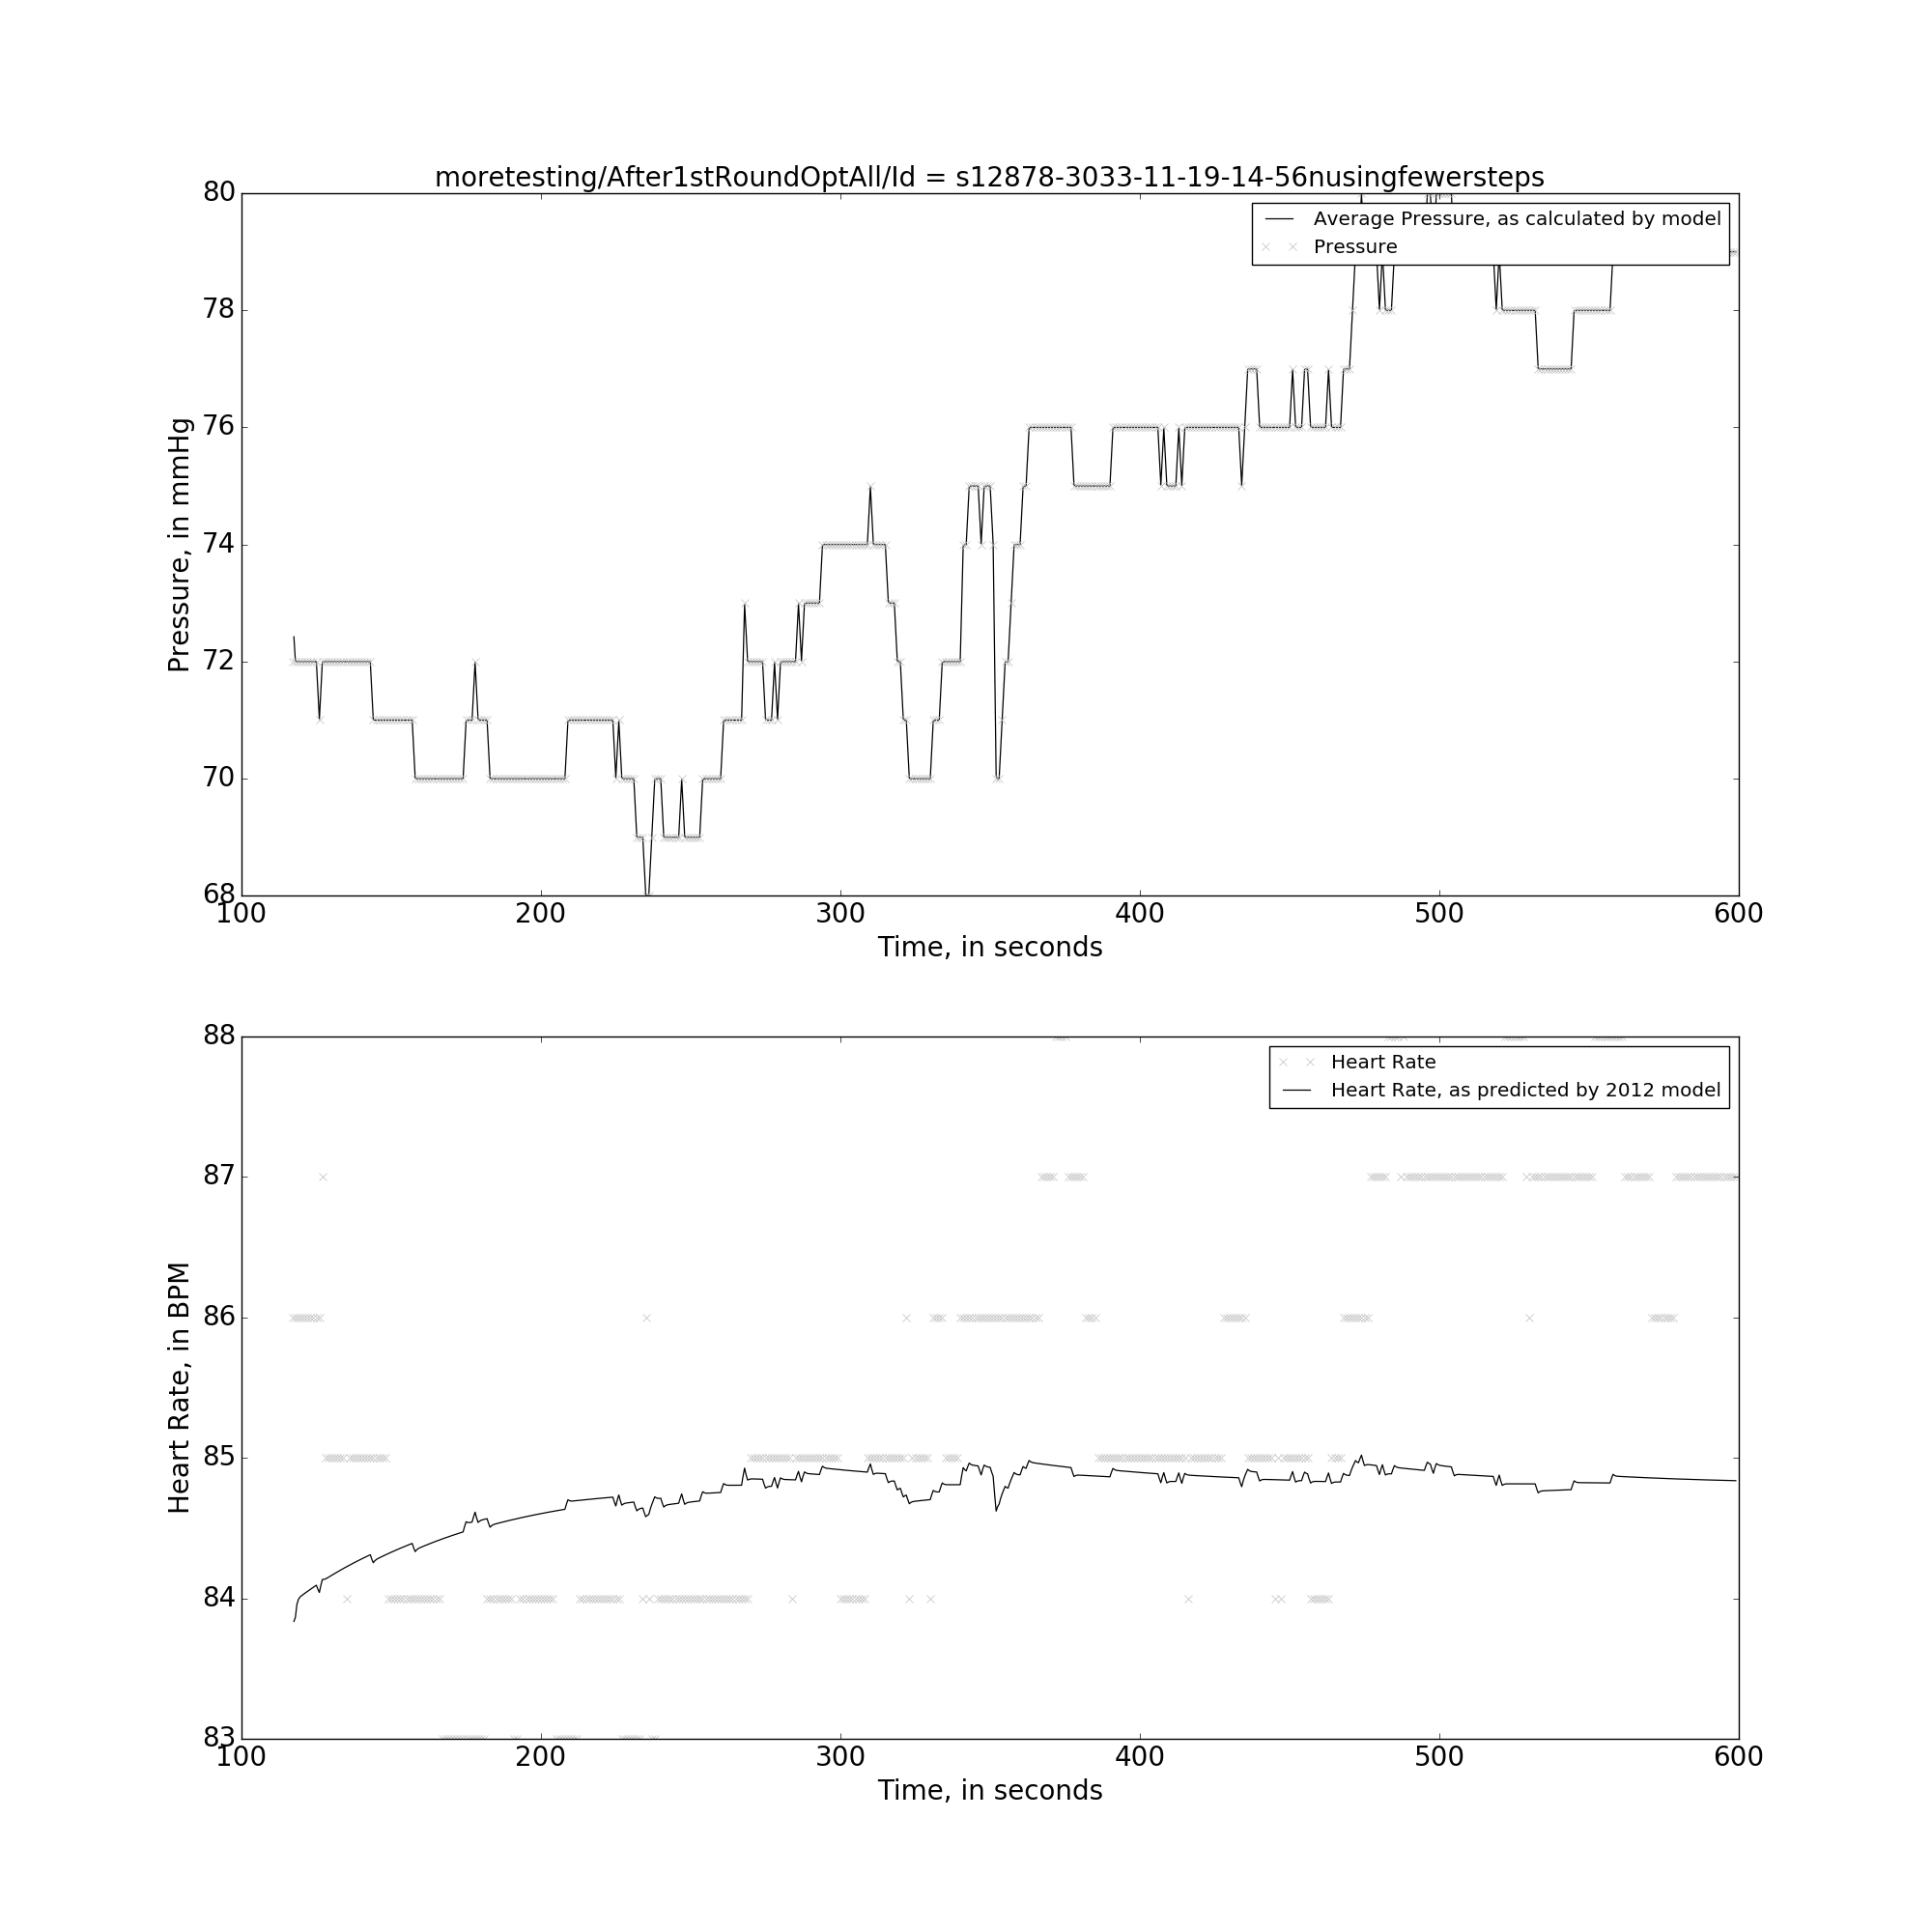 moretesting/After1stRoundOptAll/Id = s12878-3033-11-19-14-56nusingfewersteps
80
78
76
74
72
70
68
Pressure, in mmHg
Average Pressure, as calculated by model
Pressure
100 200 300 400 500 600
Time, in seconds
88
87
86
85
84
83
Heart Rate, in BPM
Heart Rate
Heart Rate, as predicted by 2012 model
100 200 300 400 500 600
Time, in seconds